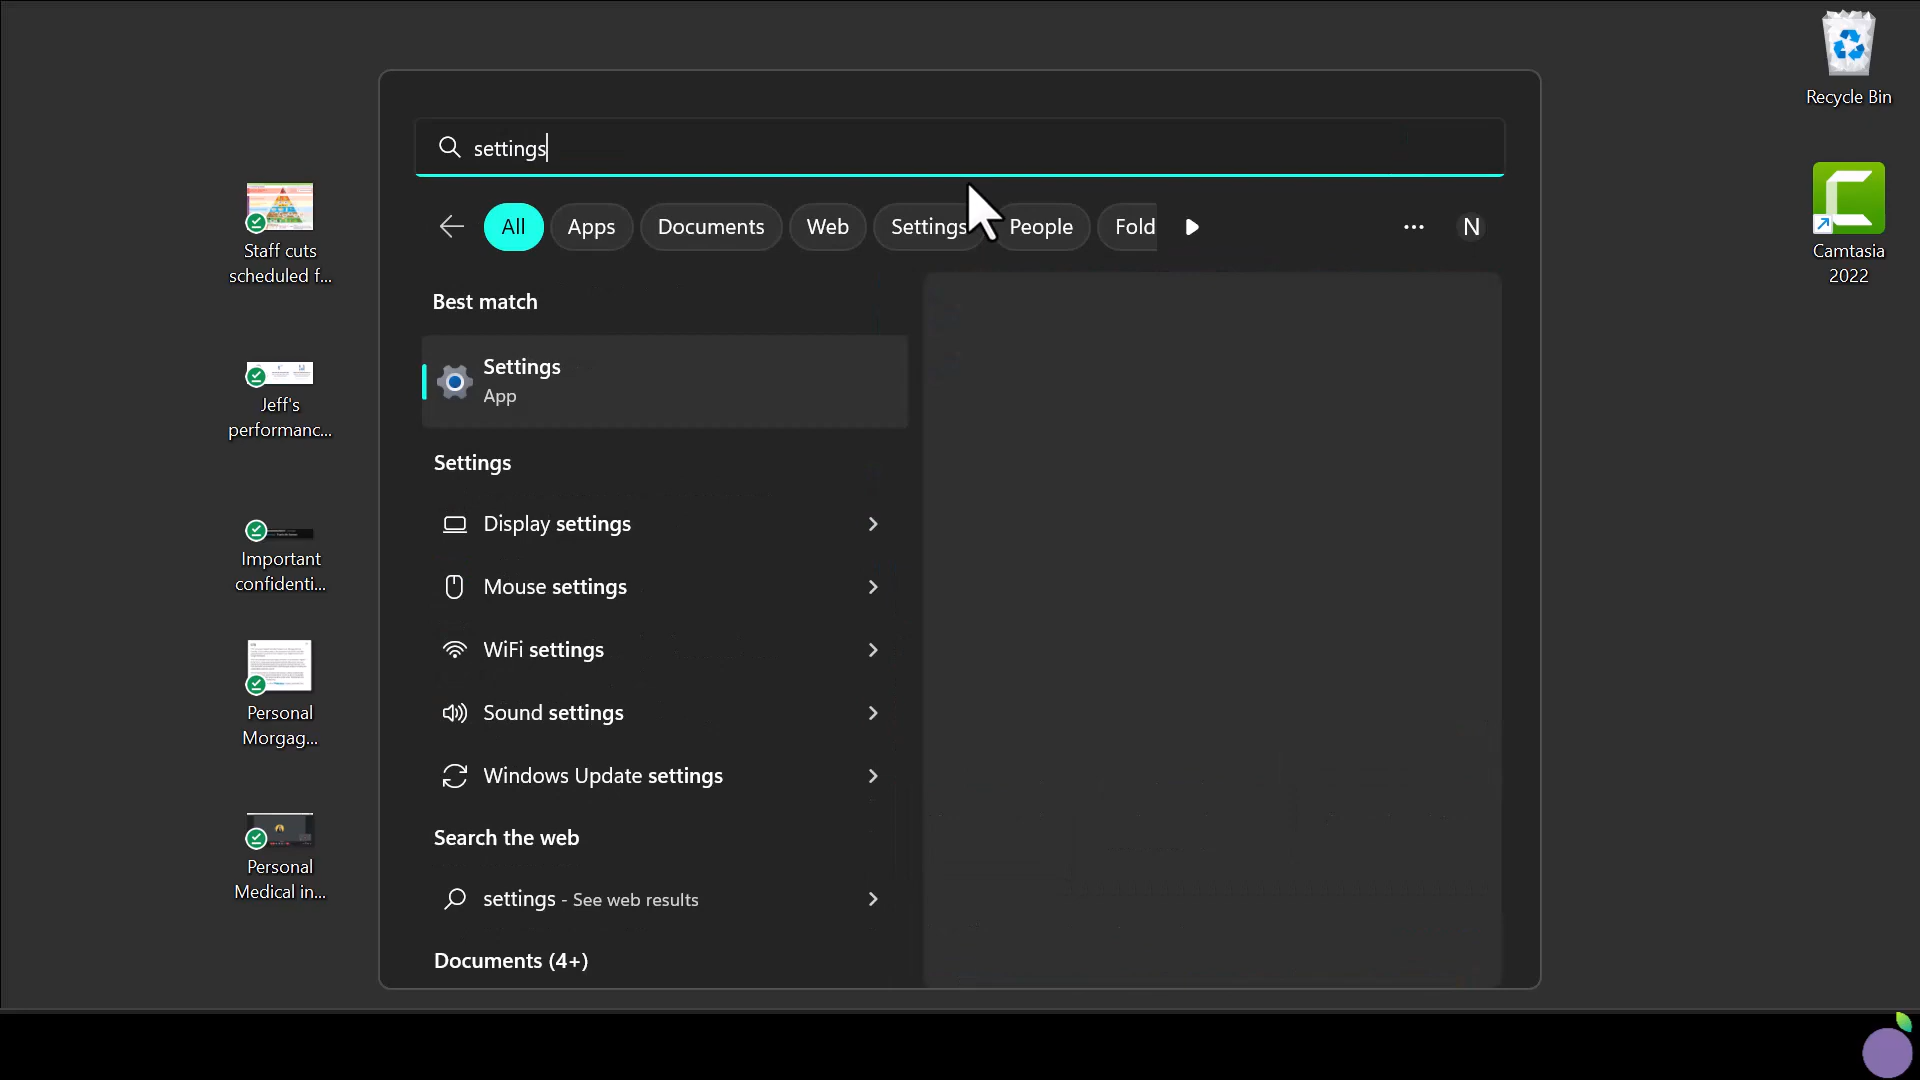 Recycle Bin
settings
All
Apps
Documents
Web
Settings
People
Fold
N
Camtasia
2022
Staff cuts
scheduled f...
Best match
Settings
App
Jeff's
performanc...
Settings
Display settings
Mouse settings
Important
confidenti...
WiFi settings
Sound settings
Personal
Morgag...
Windows Update settings
Search the web
settings - See web results
Personal
Medical in...
Documents (4+)